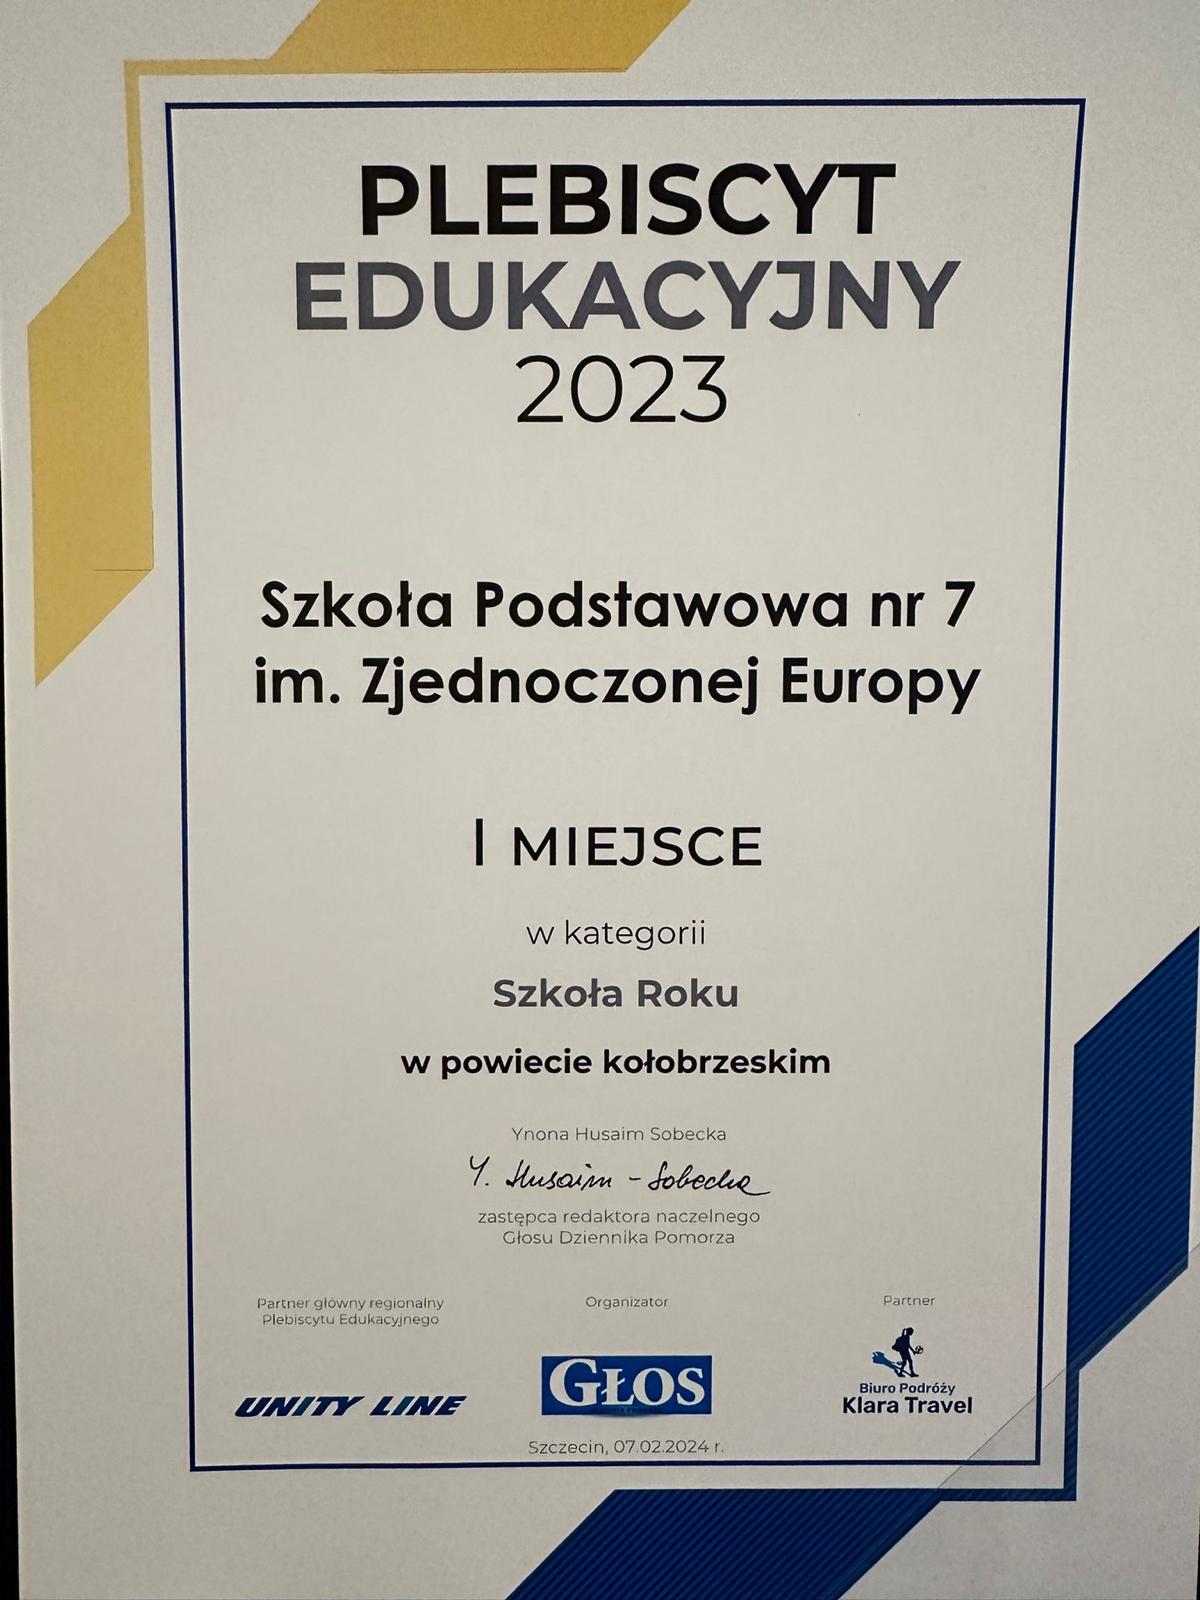 PLEBISCYT
EDUKACYJNY
2023
Szkoła Podstawowa nr 7
im. Zjednoczonej Europy
I MIEJSCE
w kategorii
Szkoła Roku
w powiecie kołobrzeskim
Ynona Husaim Sobecka
Y. Husaim - Sobecka
zastępca redaktora naczelnego
Głosu Dziennika Pomorza
Partner główny regionalny
Plebiscytu Edukacyjnego
UNITY LINE
Organizator
GŁOS
Partner
Biuro Podróży
Klara Travel
Szczecin, 07.02.2024 r.